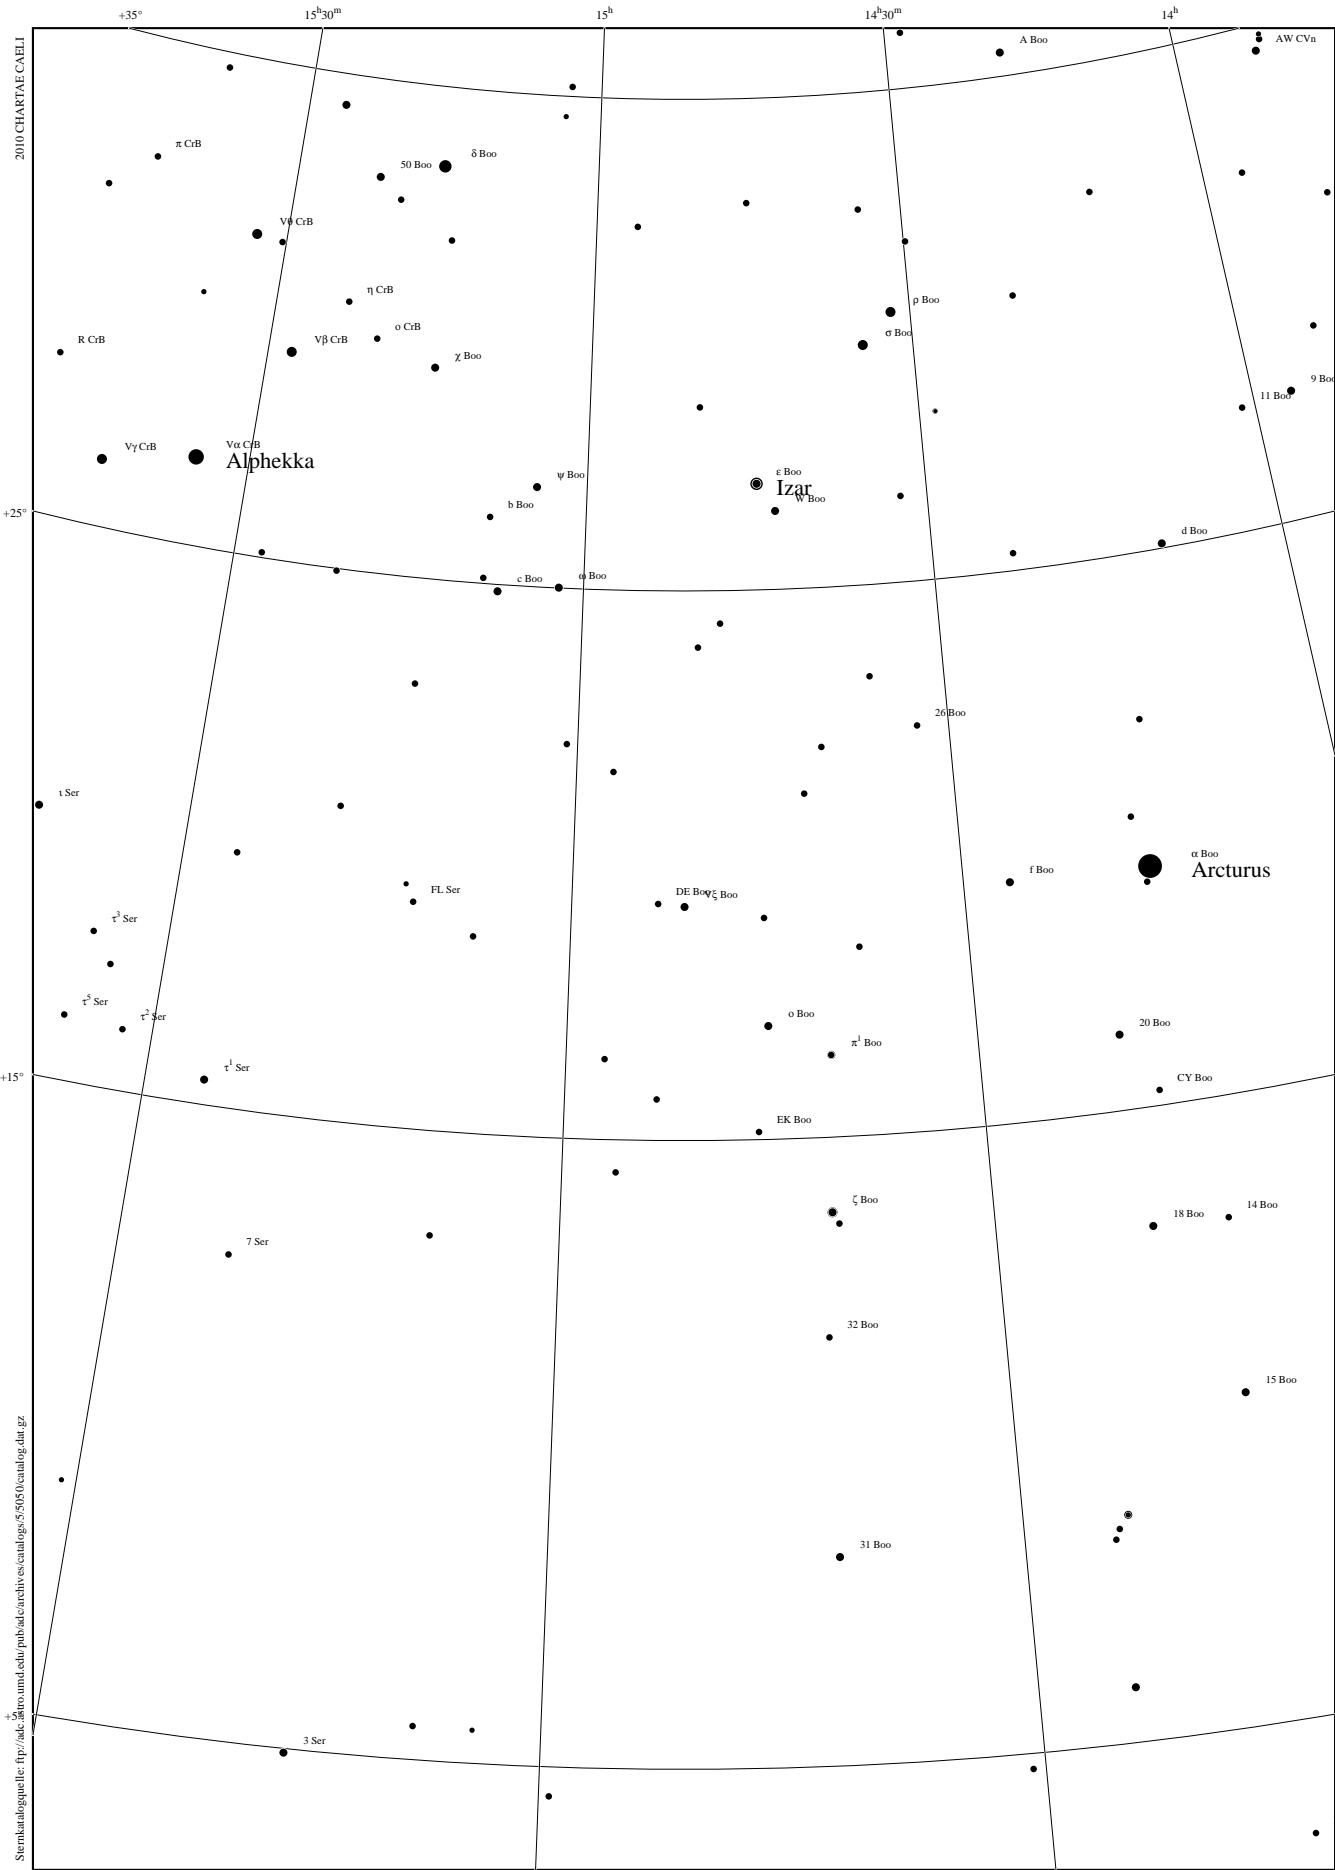 +35°
15ʰ30ᵐ
15ʰ
14ʰ30ᵐ
14ʰ
2010 CHARTAE CAELI
A Boo
AW CVn
π CrB
δ Boo
50 Boo
Vθ CrB
η CrB
ρ Boo
ο CrB
σ Boo
R CrB
Vβ CrB
χ Boo
9 Boo
11 Boo
Vγ CrB
Vα CrB
Alphekka
ψ Boo
ε Boo
Izar
W Boo
b Boo
+25°
d Boo
c Boo
ω Boo
26 Boo
ι Ser
α Boo
Arcturus
f Boo
FL Ser
DE Boo
Vξ Boo
τ³ Ser
τ⁵ Ser
τ² Ser
ο Boo
20 Boo
π¹ Boo
τ¹ Ser
+15°
CY Boo
EK Boo
ζ Boo
14 Boo
18 Boo
7 Ser
32 Boo
15 Boo
31 Boo
+5°
3 Ser
Sternkatalogquelle: ftp://adc.astro.umd.edu/pub/adc/archives/catalogs/5/5050/catalog.dat.gz